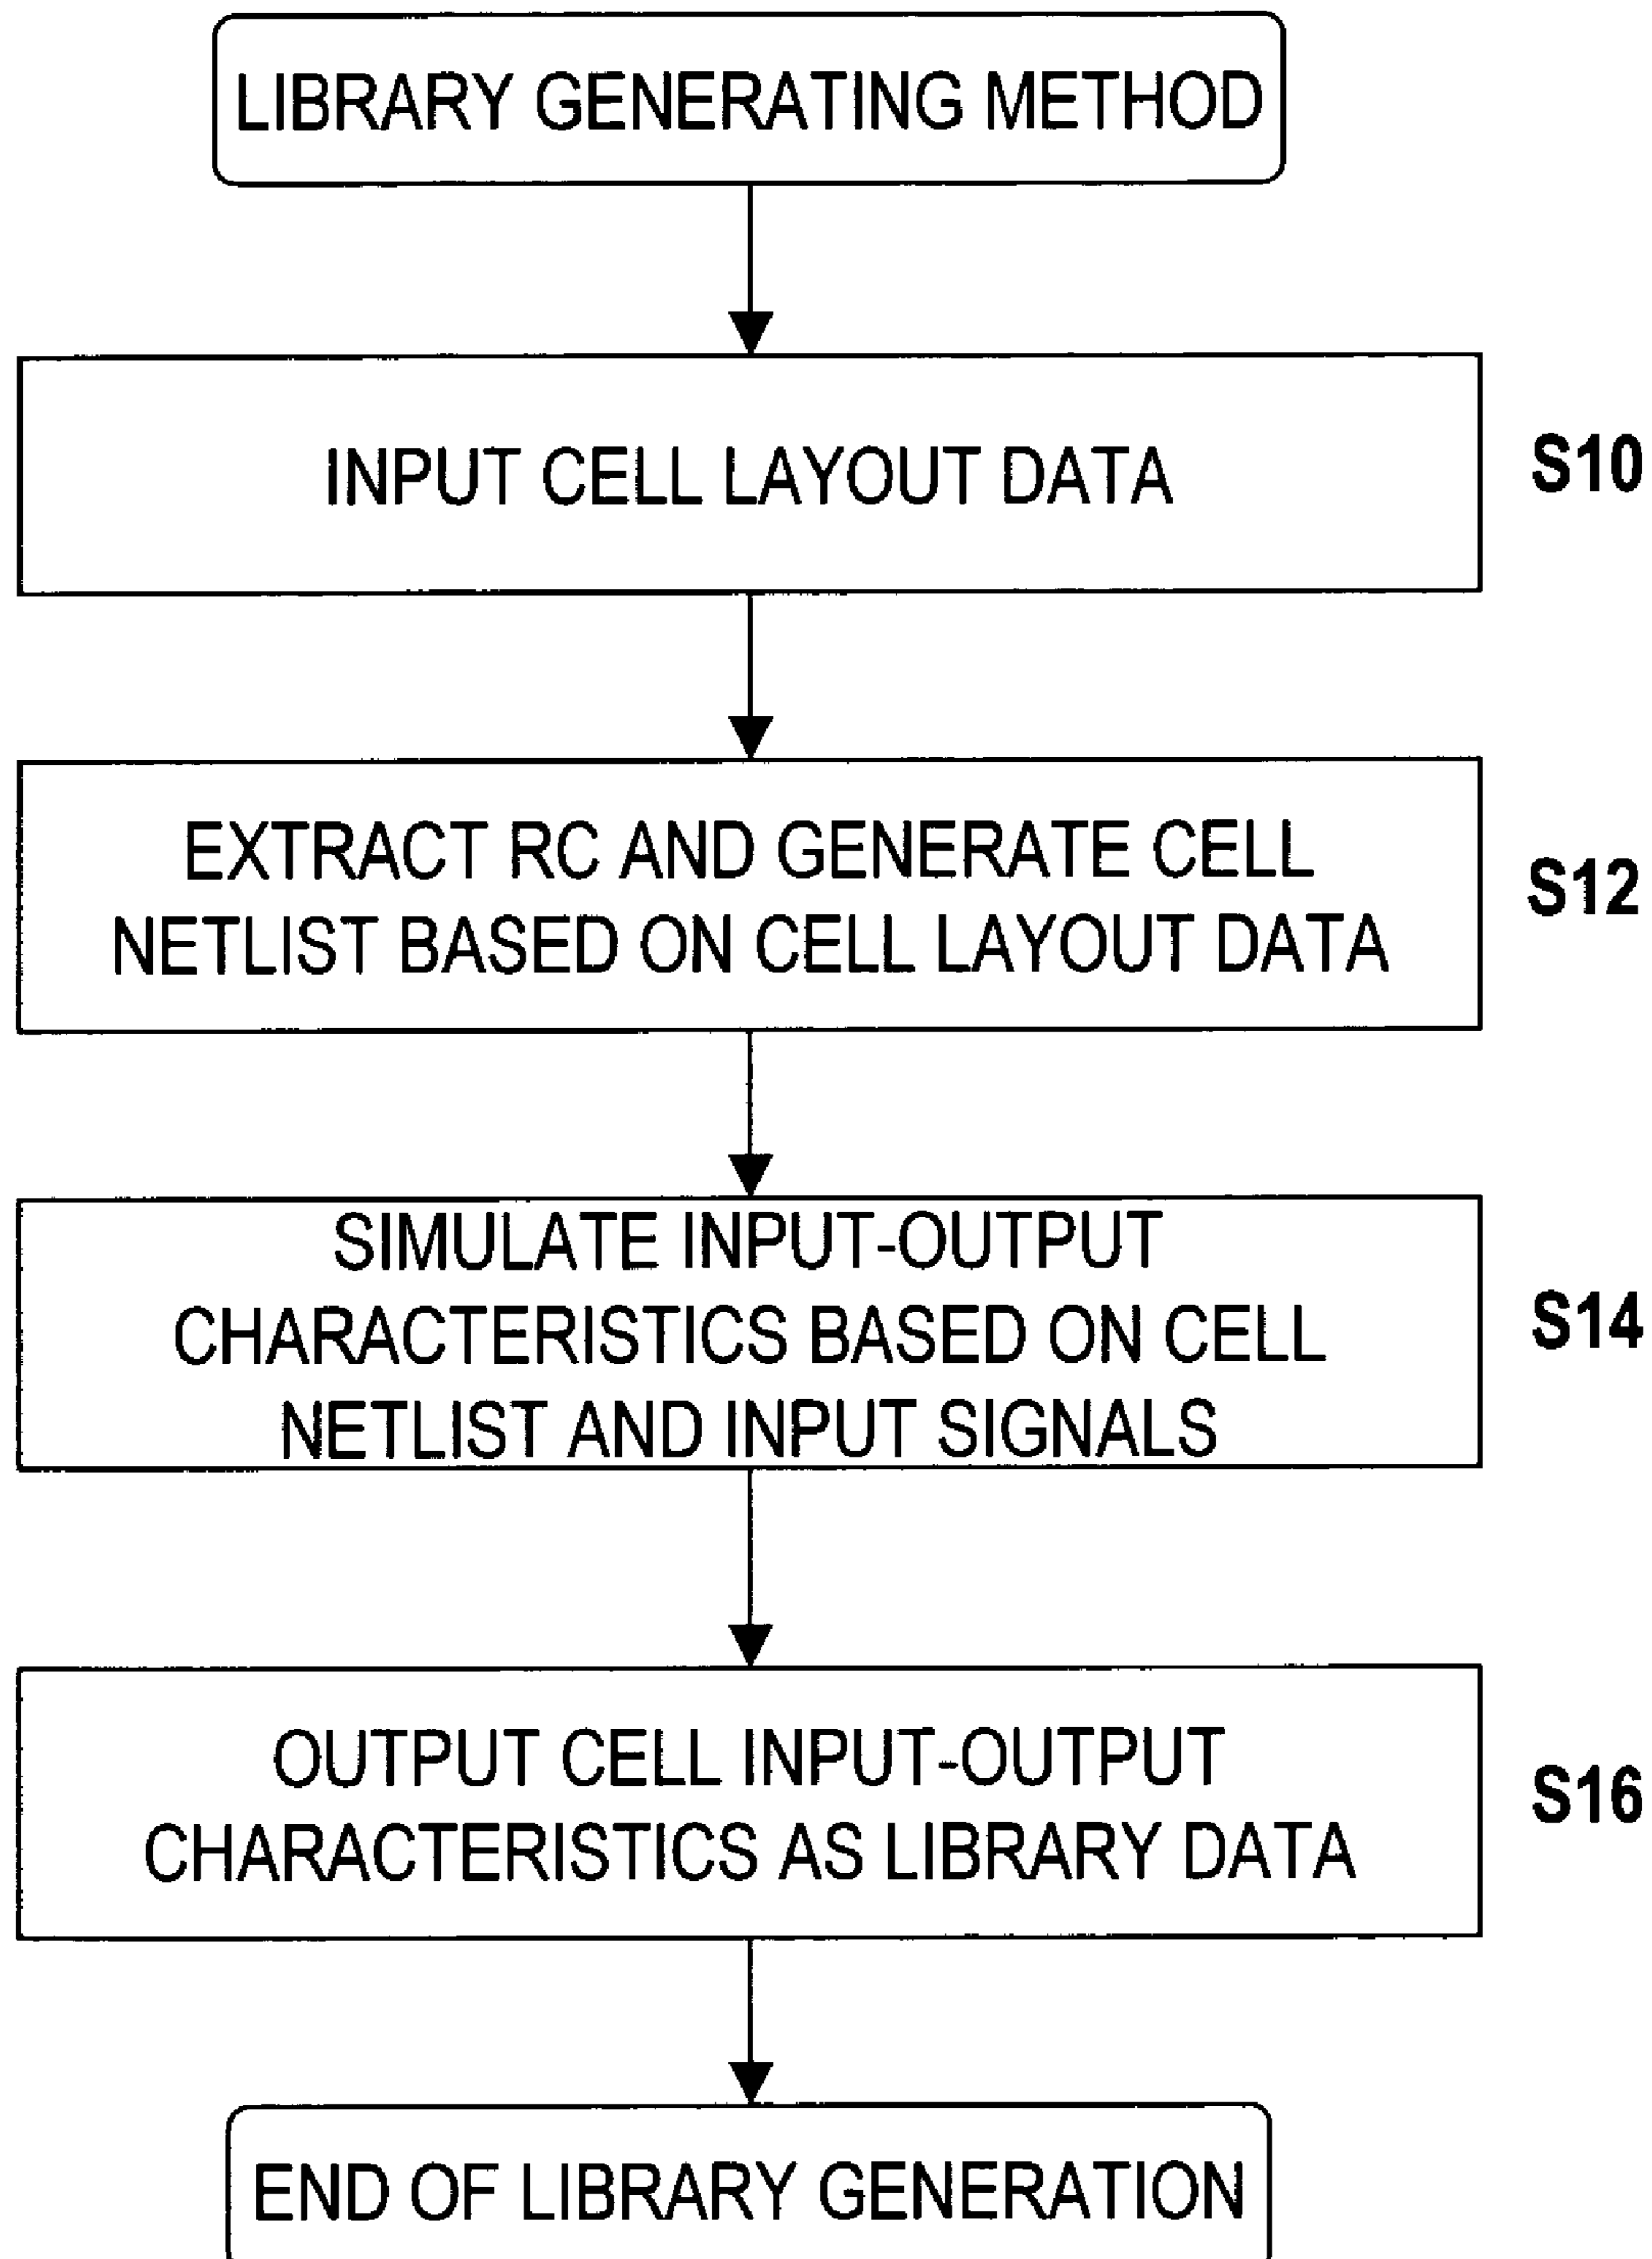 LIBRARY GENERATING METHOD
INPUT CELL LAYOUT DATA
S10
EXTRACT RC AND GENERATE CELL
NETLIST BASED ON CELL LAYOUT DATA
S12
SIMULATE INPUT-OUTPUT
CHARACTERISTICS BASED ON CELL
NETLIST AND INPUT SIGNALS
S14
OUTPUT CELL INPUT-OUTPUT
CHARACTERISTICS AS LIBRARY DATA
S16
END OF LIBRARY GENERATION